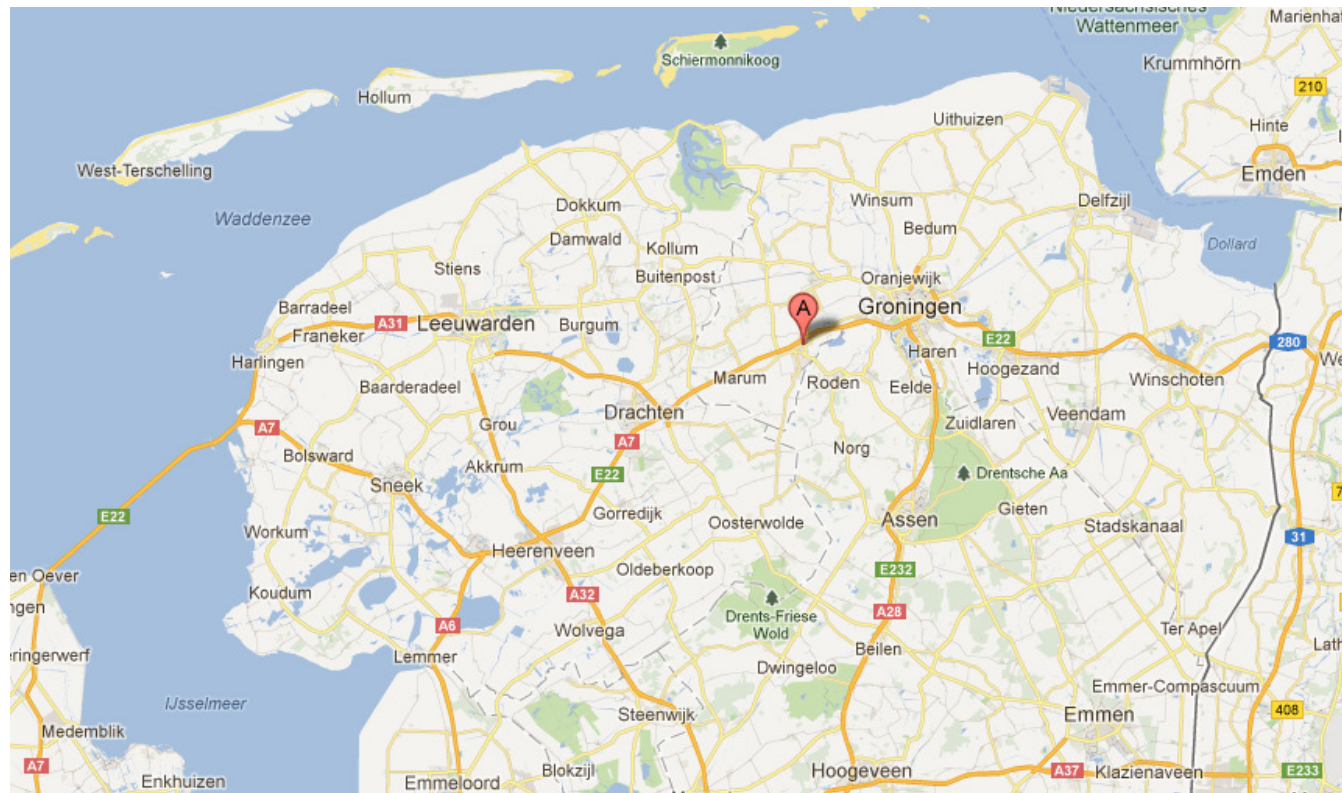 Niedersächsisches
Wattenmeer
Schiermonnikoog
Krummhörn
210
Hollum
Uithuizen
Hinte
West-Terschelling
Emden
Waddenzee
Dokkum
Winsum
Delfzijl
Damwald
Kollum
Bedum
Dollard
Stiens
Buitenpost
Oranjewijk
Barradeel
A
Groningen
A31
Leeuwarden
Burgum
Franeker
E22
280
Harlingen
Haren
Hoogezand
Baarderadeel
Marum
Roden
Eelde
Winschoten
Drachten
Veendam
A7
Grou
Zuidlaren
A7
Bolsward
Norg
Akkrum
E22
Drentsche Aa
Sneek
E22
Gorredijk
Oosterwolde
Assen
Gieten
Stadskanaal
Workum
Heerenveen
31
en Oever
Oldeberkoop
E232
Koudum
A32
Drents-Friese
Wold
A28
A6
Wolvega
Ter Apel
Beilen
eringerwerf
Lemmer
Dwingeloo
Emmer-Compascuum
IJsselmeer
Steenwijk
Emmen
408
Medemblik
A7
Blokzijl
Hoogeveen
A37
Klazienaveen
E233
Enkhuizen
Emmeloord